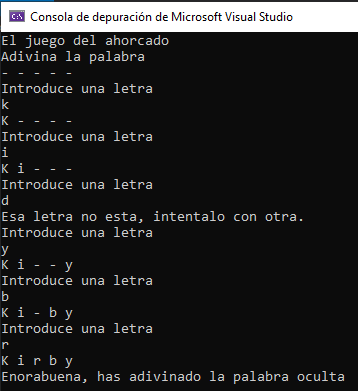 Consola de depuración de Microsoft Visual Studio
El juego del ahorcado
Adivina la palabra
- - - - -
Introduce una letra
k
K - - - -
Introduce una letra
i
K i - - -
Introduce una letra
d
Esa letra no esta, intentalo con otra.
Introduce una letra
y
K i - - y
Introduce una letra
b
K i - b y
Introduce una letra
r
K i r b y
Enorabuena, has adivinado la palabra oculta